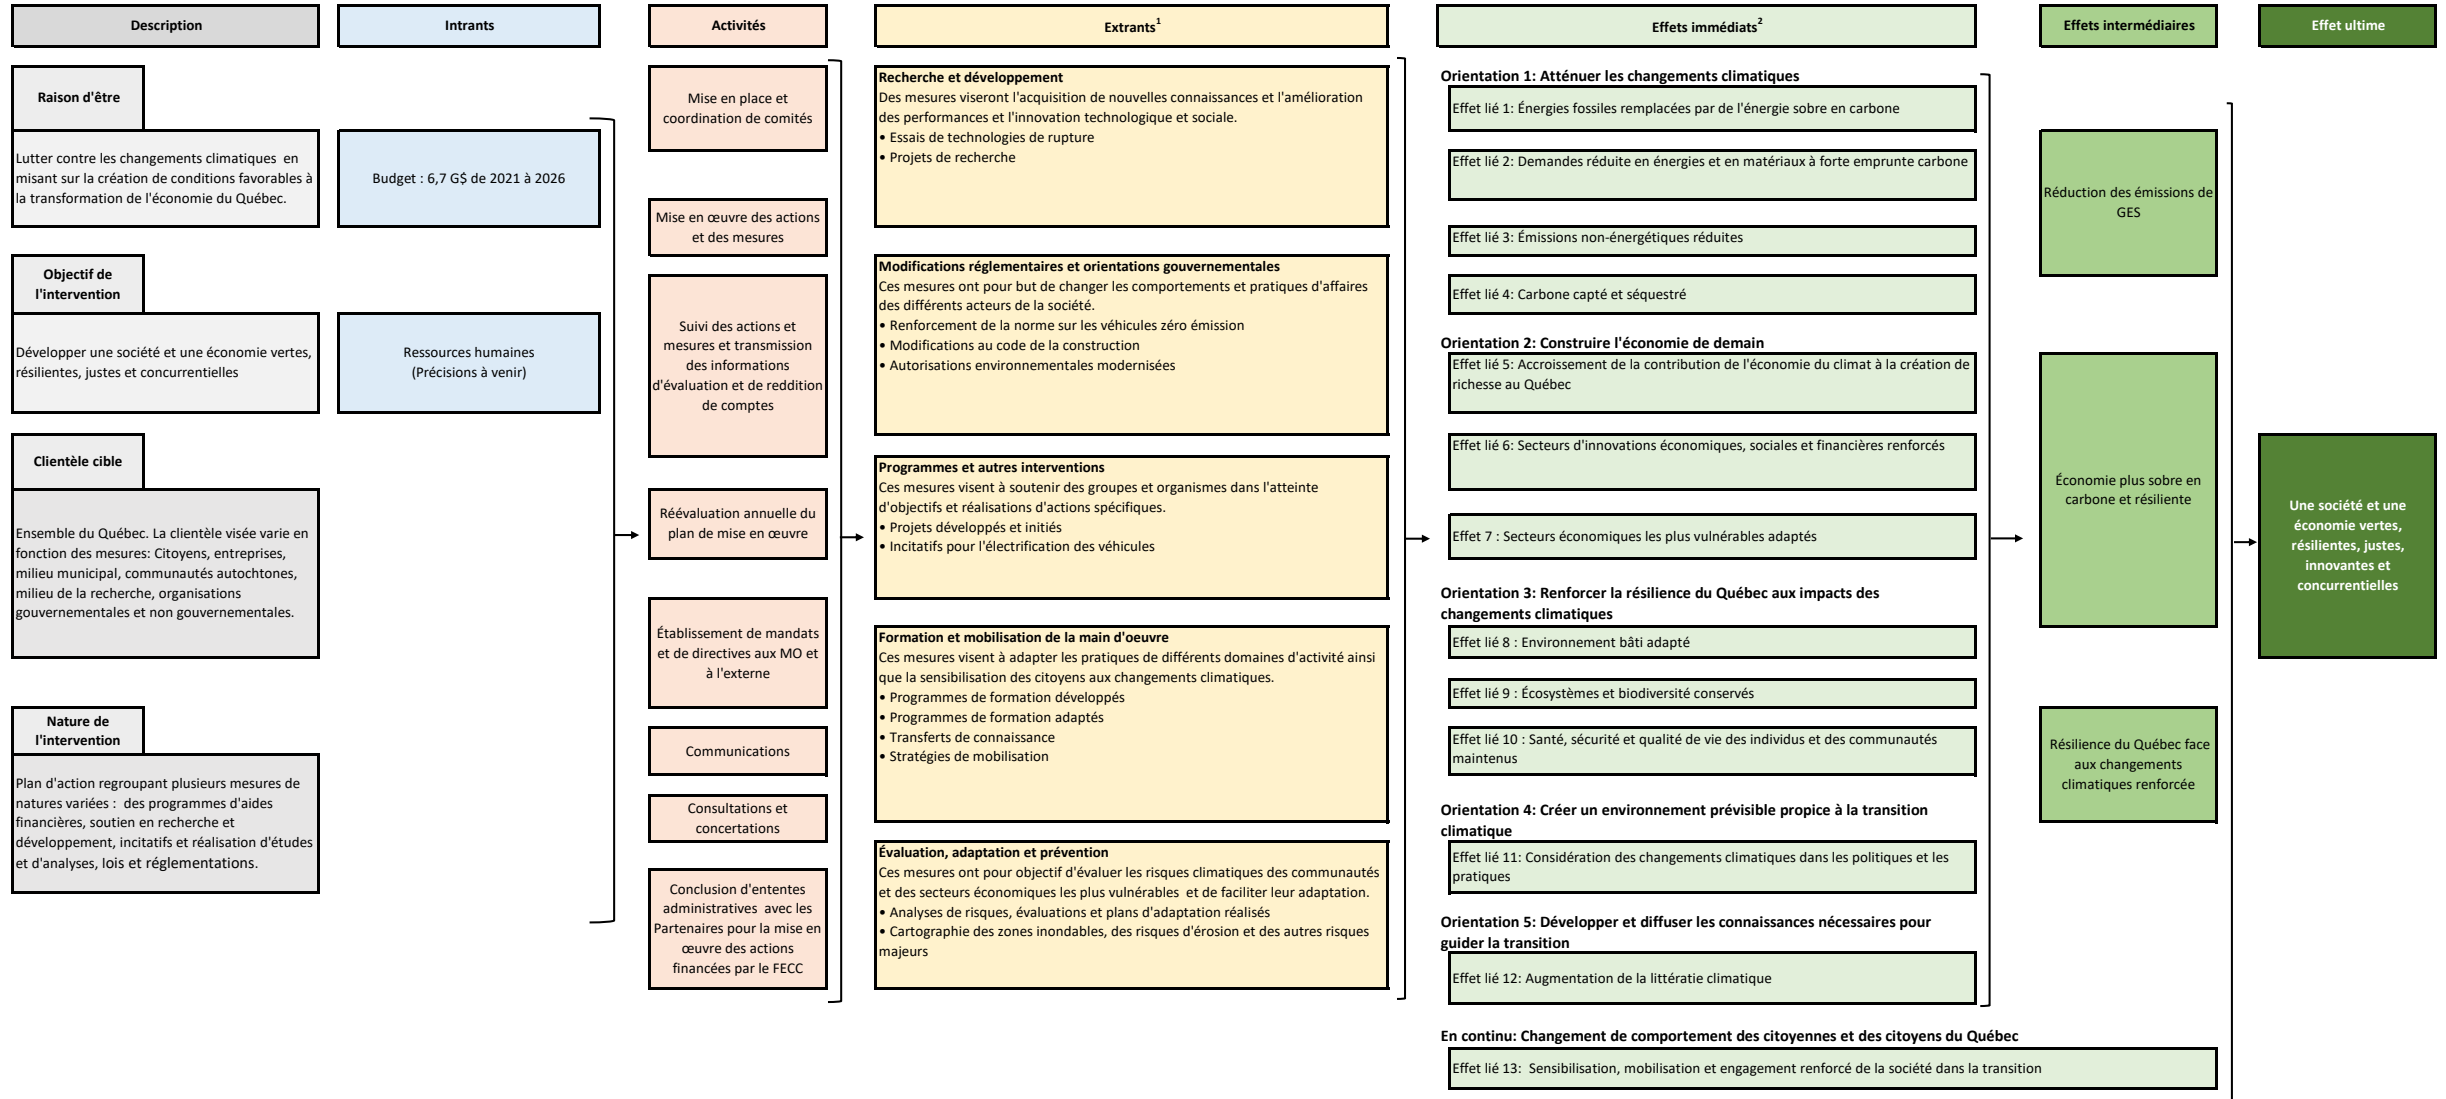 Description
Intrants
Activités
Extrants1
Effets immédiats2
Effets intermédiaires
Effet ultime
Raison d'être
Lutter contre les changements climatiques  en
misant sur la création de conditions favorables à
la transformation de l'économie du Québec.
Objectif de
l'intervention
Développer une société et une économie vertes,
résilientes, justes et concurrentielles
Clientèle cible
Ensemble du Québec. La clientèle visée varie en
fonction des mesures: Citoyens, entreprises,
milieu municipal, communautés autochtones,
milieu de la recherche, organisations
gouvernementales et non gouvernementales.
Nature de
l'intervention
Plan d'action regroupant plusieurs mesures de
natures variées :  des programmes d'aides
financières, soutien en recherche et
développement, incitatifs et réalisation d'études
et d'analyses, lois et réglementations.
Budget : 6,7 G$ de 2021 à 2026
Ressources humaines
(Précisions à venir)
Mise en place et
coordination de comités
Mise en œuvre des actions
et des mesures
Suivi des actions et
mesures et transmission
des informations
d'évaluation et de reddition
de comptes
Réévaluation annuelle du
plan de mise en œuvre
Établissement de mandats
et de directives aux MO et
à l'externe
Communications
Consultations et
concertations
Conclusion d'ententes
administratives  avec les
Partenaires pour la mise en
œuvre des actions
financées par le FECC
Recherche et développement
Des mesures viseront l'acquisition de nouvelles connaissances et l'amélioration
des performances et l'innovation technologique et sociale.
• Essais de technologies de rupture
• Projets de recherche
Modifications réglementaires et orientations gouvernementales
Ces mesures ont pour but de changer les comportements et pratiques d'affaires
des différents acteurs de la société.
• Renforcement de la norme sur les véhicules zéro émission
• Modifications au code de la construction
• Autorisations environnementales modernisées
Programmes et autres interventions
Ces mesures visent à soutenir des groupes et organismes dans l'atteinte
d'objectifs et réalisations d'actions spécifiques.
• Projets développés et initiés
• Incitatifs pour l'électrification des véhicules
Formation et mobilisation de la main d'oeuvre
Ces mesures visent à adapter les pratiques de différents domaines d'activité ainsi
que la sensibilisation des citoyens aux changements climatiques.
• Programmes de formation développés
• Programmes de formation adaptés
• Transferts de connaissance
• Stratégies de mobilisation
Évaluation, adaptation et prévention
Ces mesures ont pour objectif d'évaluer les risques climatiques des communautés
et des secteurs économiques les plus vulnérables  et de faciliter leur adaptation.
• Analyses de risques, évaluations et plans d'adaptation réalisés
• Cartographie des zones inondables, des risques d'érosion et des autres risques
majeurs
Orientation 1: Atténuer les changements climatiques
Effet lié 1: Énergies fossiles remplacées par de l'énergie sobre en carbone
Effet lié 2: Demandes réduite en énergies et en matériaux à forte emprunte carbone
Effet lié 3: Émissions non-énergétiques réduites
Effet lié 4: Carbone capté et séquestré
Orientation 2: Construire l'économie de demain
Effet lié 5: Accroissement de la contribution de l'économie du climat à la création de
richesse au Québec
Effet lié 6: Secteurs d'innovations économiques, sociales et financières renforcés
Effet 7 : Secteurs économiques les plus vulnérables adaptés
Orientation 3: Renforcer la résilience du Québec aux impacts des
changements climatiques
Effet lié 8 : Environnement bâti adapté
Effet lié 9 : Écosystèmes et biodiversité conservés
Effet lié 10 : Santé, sécurité et qualité de vie des individus et des communautés
maintenus
Orientation 4: Créer un environnement prévisible propice à la transition
climatique
Effet lié 11: Considération des changements climatiques dans les politiques et les
pratiques
Orientation 5: Développer et diffuser les connaissances nécessaires pour
guider la transition
Effet lié 12: Augmentation de la littératie climatique
En continu: Changement de comportement des citoyennes et des citoyens du Québec
Effet lié 13:  Sensibilisation, mobilisation et engagement renforcé de la société dans la transition
Réduction des émissions de
GES
Économie plus sobre en
carbone et résiliente
Résilience du Québec face
aux changements
climatiques renforcée
Une société et une
économie vertes,
résilientes, justes,
innovantes et
concurrentielles